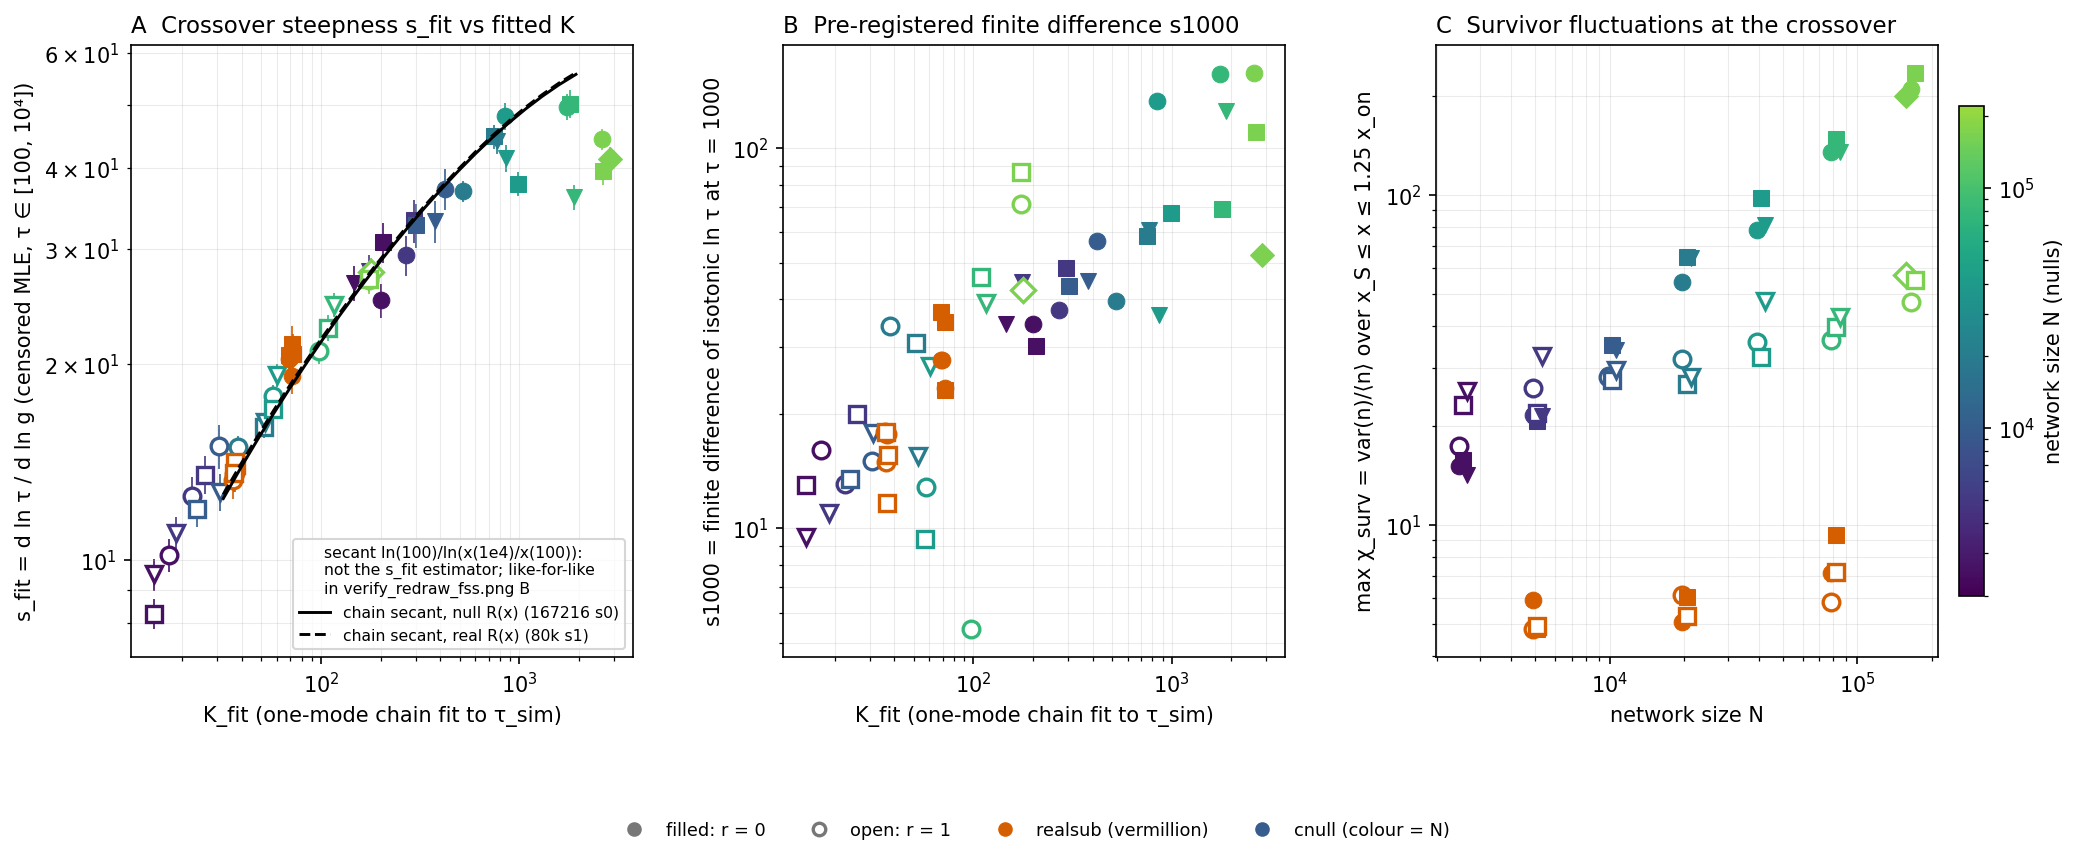 A  Crossover steepness s_fit vs fitted K
s_fit = d ln τ / d ln g (censored MLE, τ ∈ [100, 10⁴])
6 × 10¹
4 × 10¹
3 × 10¹
2 × 10¹
10¹
secant ln(100)/ln(x(1e4)/x(100)):
not the s_fit estimator; like-for-like
in verify_redraw_fss.png B
chain secant, null R(x) (167216 s0)
chain secant, real R(x) (80k s1)
10²
10³
K_fit (one-mode chain fit to τ_sim)
B  Pre-registered finite difference s1000
s1000 = finite difference of isotonic ln τ at τ = 1000
10²
10¹
10²
10³
K_fit (one-mode chain fit to τ_sim)
C  Survivor fluctuations at the crossover
max χ_surv = var(n)/⟨n⟩ over x_S ≤ x ≤ 1.25 x_on
10²
10¹
10⁴
10⁵
network size N
10⁵
10⁴
network size N (nulls)
filled: r = 0
open: r = 1
realsub (vermillion)
cnull (colour = N)